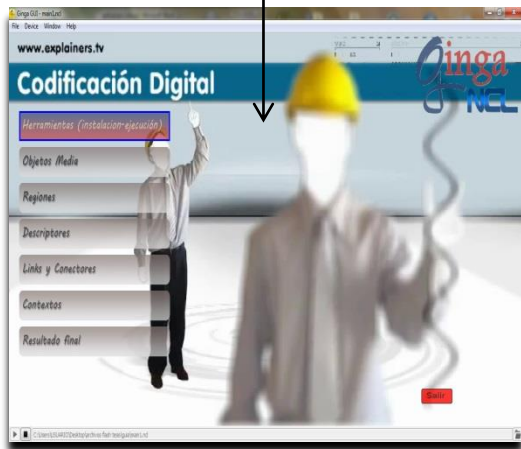 Ginga GUI - main1.ncl
File Device Window Help
www.explainers.tv
Codificación Digital
Ginga
NCL
Herramientas (instalacion-ejecución)
Objetos Media
Regiones
Descriptores
Links y Conectores
Contextos
Resultado final
Salir